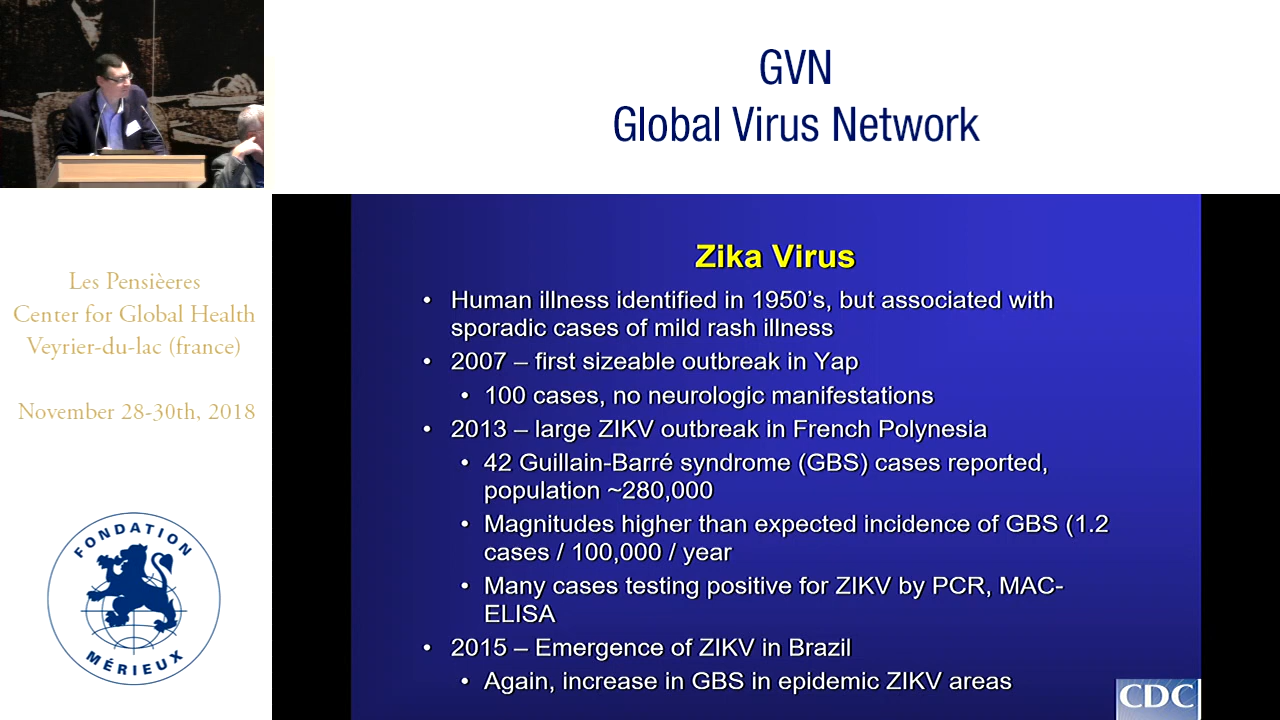 GVN
Global Virus Network
Les Pensièeres
Center for Global Health
Veyrier-du-lac (france)
November 28-30th, 2018
FONDATION
MÉRIEUX
Zika Virus
• Human illness identified in 1950's, but associated with
sporadic cases of mild rash illness
• 2007 – first sizeable outbreak in Yap
• 100 cases, no neurologic manifestations
• 2013 – large ZIKV outbreak in French Polynesia
• 42 Guillain-Barré syndrome (GBS) cases reported,
population ~280,000
• Magnitudes higher than expected incidence of GBS (1.2
cases / 100,000 / year
• Many cases testing positive for ZIKV by PCR, MAC-
ELISA
• 2015 – Emergence of ZIKV in Brazil
• Again, increase in GBS in epidemic ZIKV areas
CDC